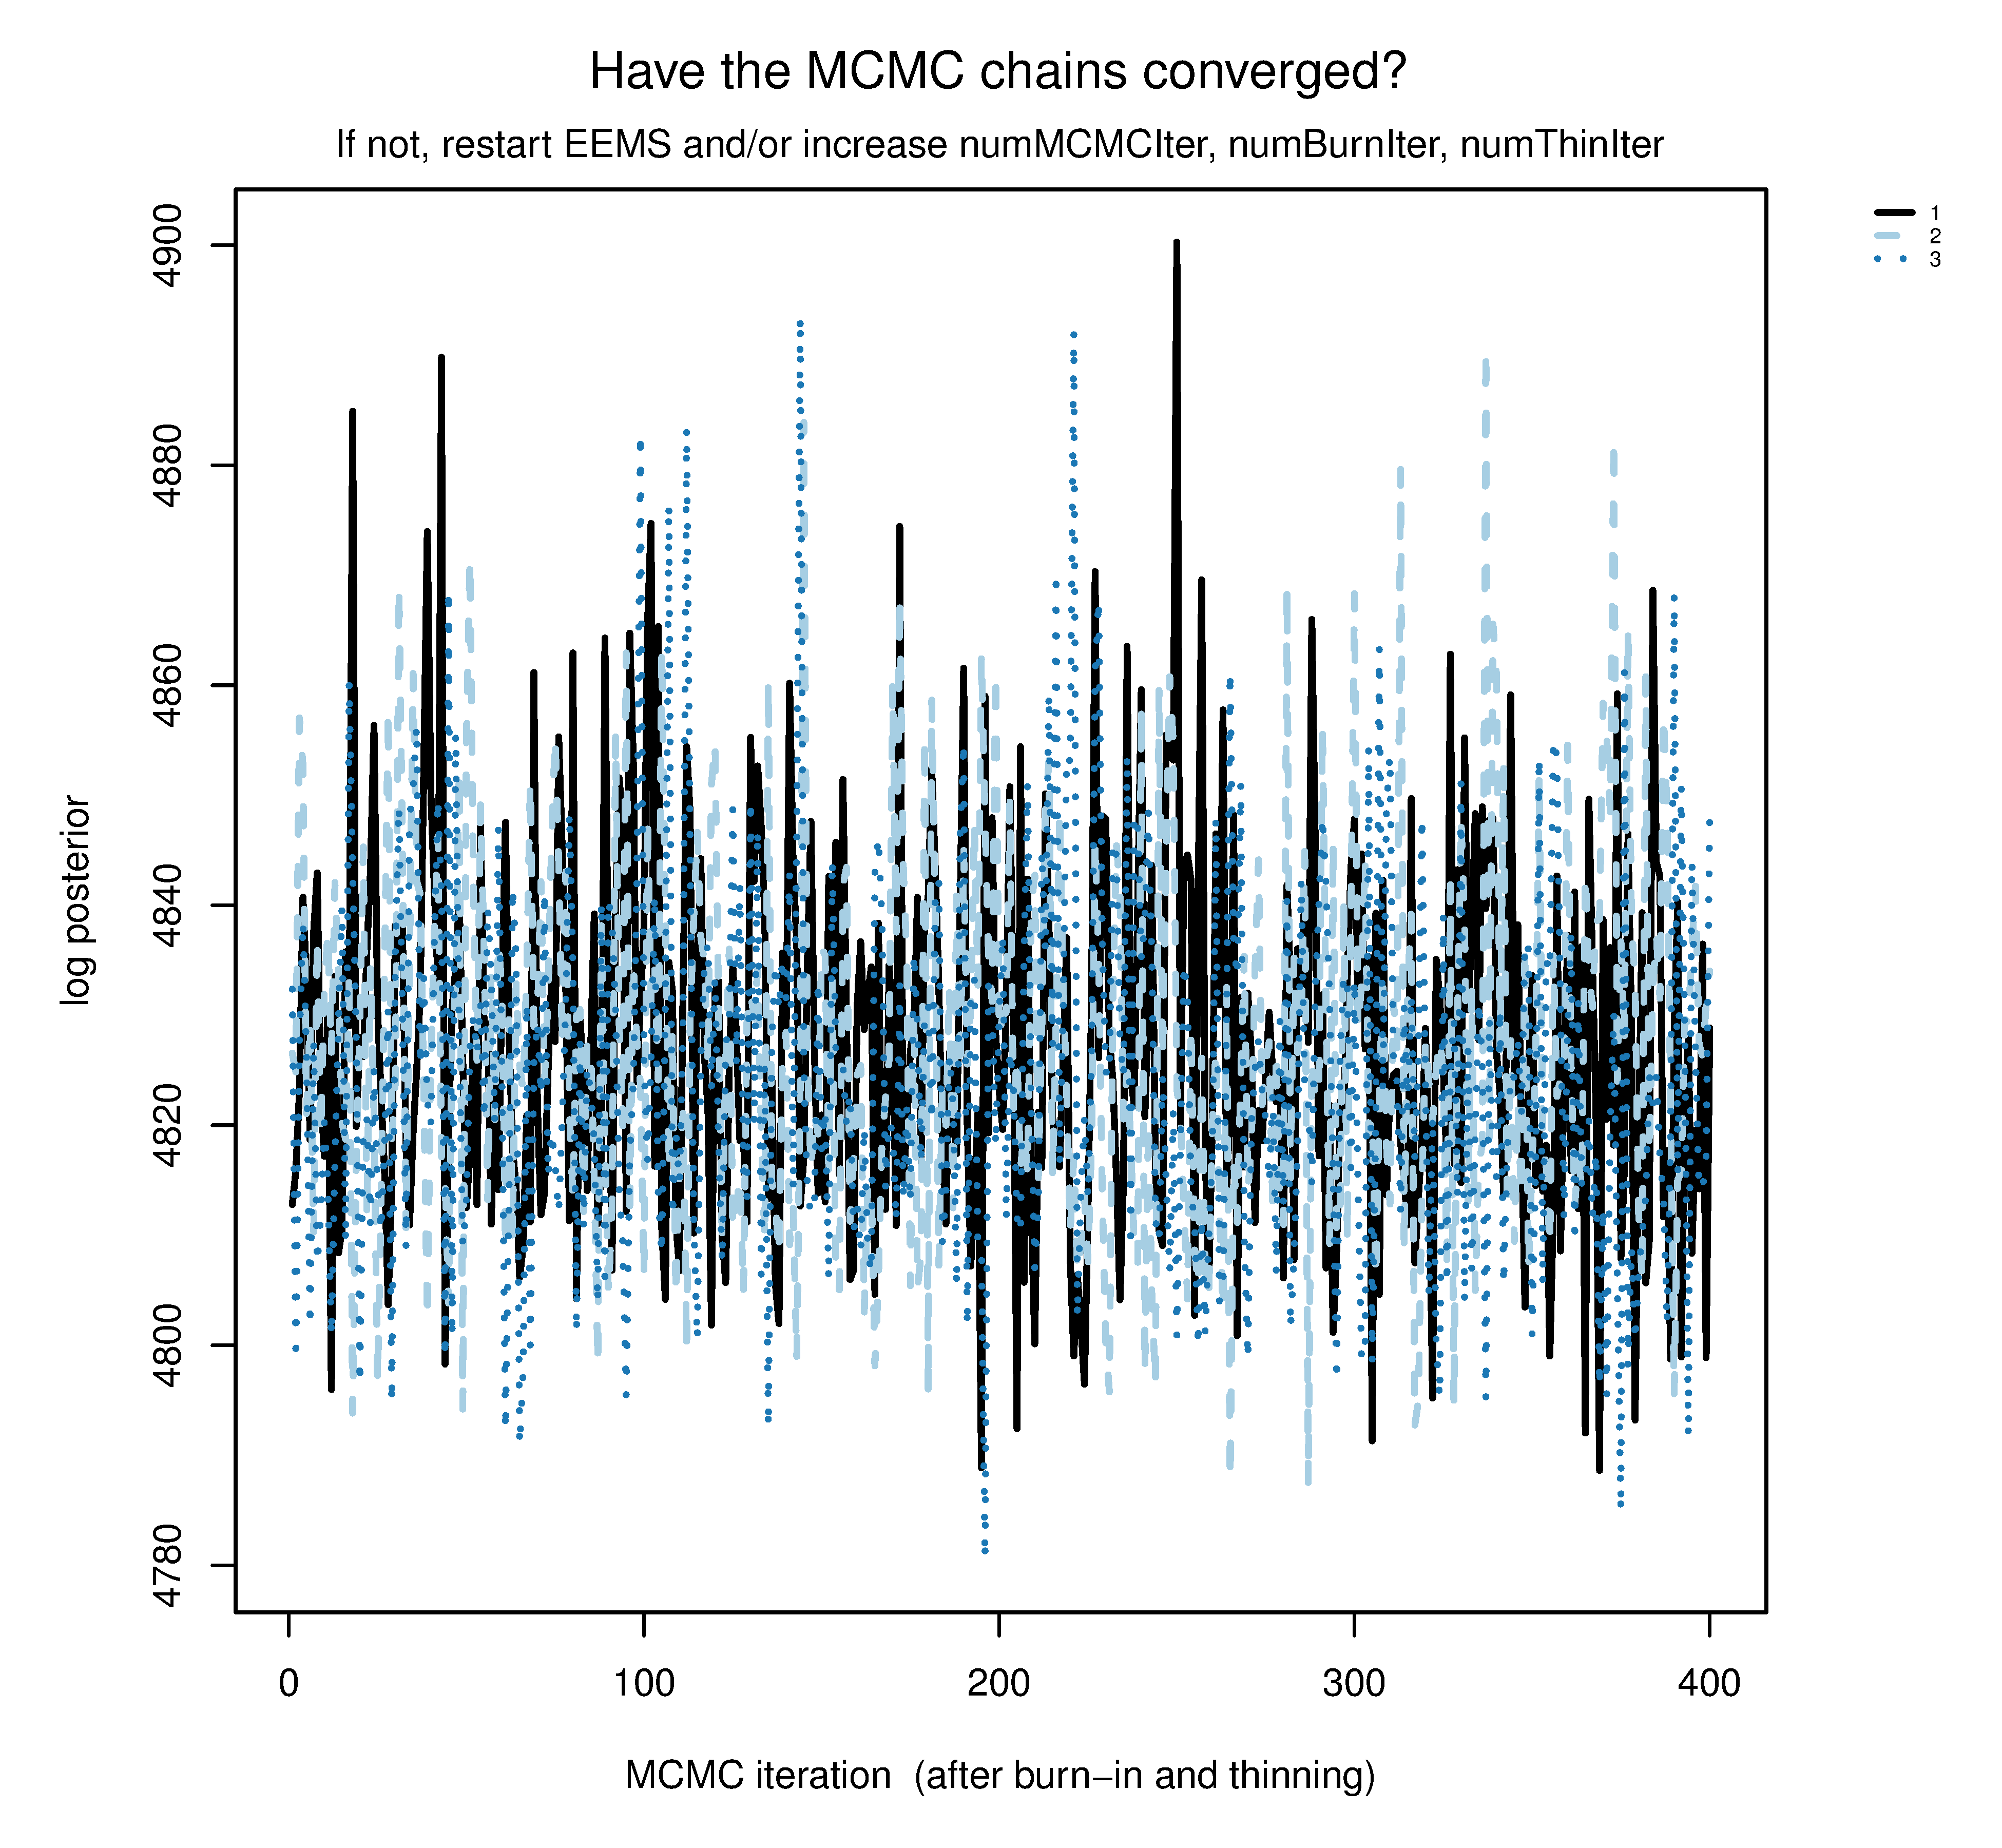 Have the MCMC chains converged?
If not, restart EEMS and/or increase numMCMCIter, numBurnIter, numThinIter
1
2
3
4900
4880
4860
4840
4820
4800
4780
log posterior
0 100 200 300 400
MCMC iteration (after burn−in and thinning)